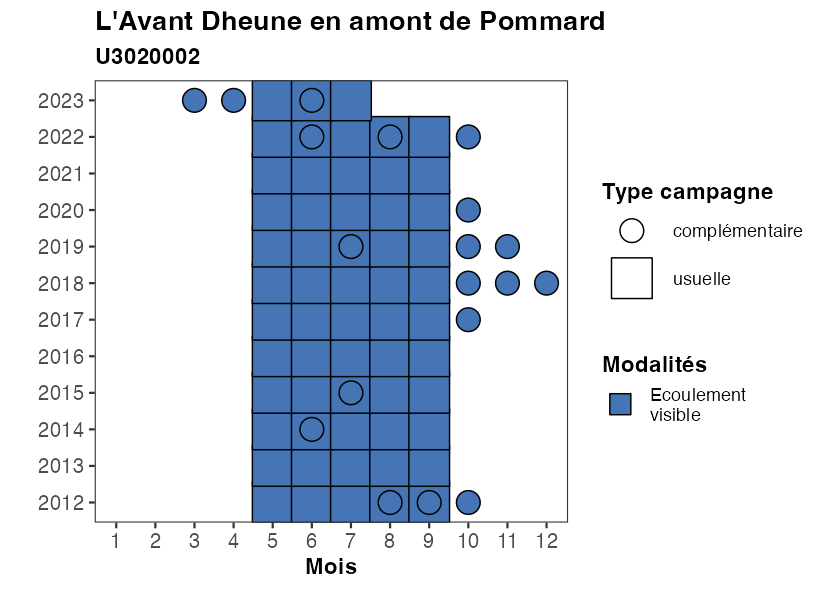 L'Avant Dheune en amont de Pommard
U3020002
2023
2022
2021
2020
2019
2018
2017
2016
2015
2014
2013
2012
1 2 3 4 5 6 7 8 9 10 11 12
Mois
Type campagne
complémentaire
usuelle
Modalités
Ecoulement
visible